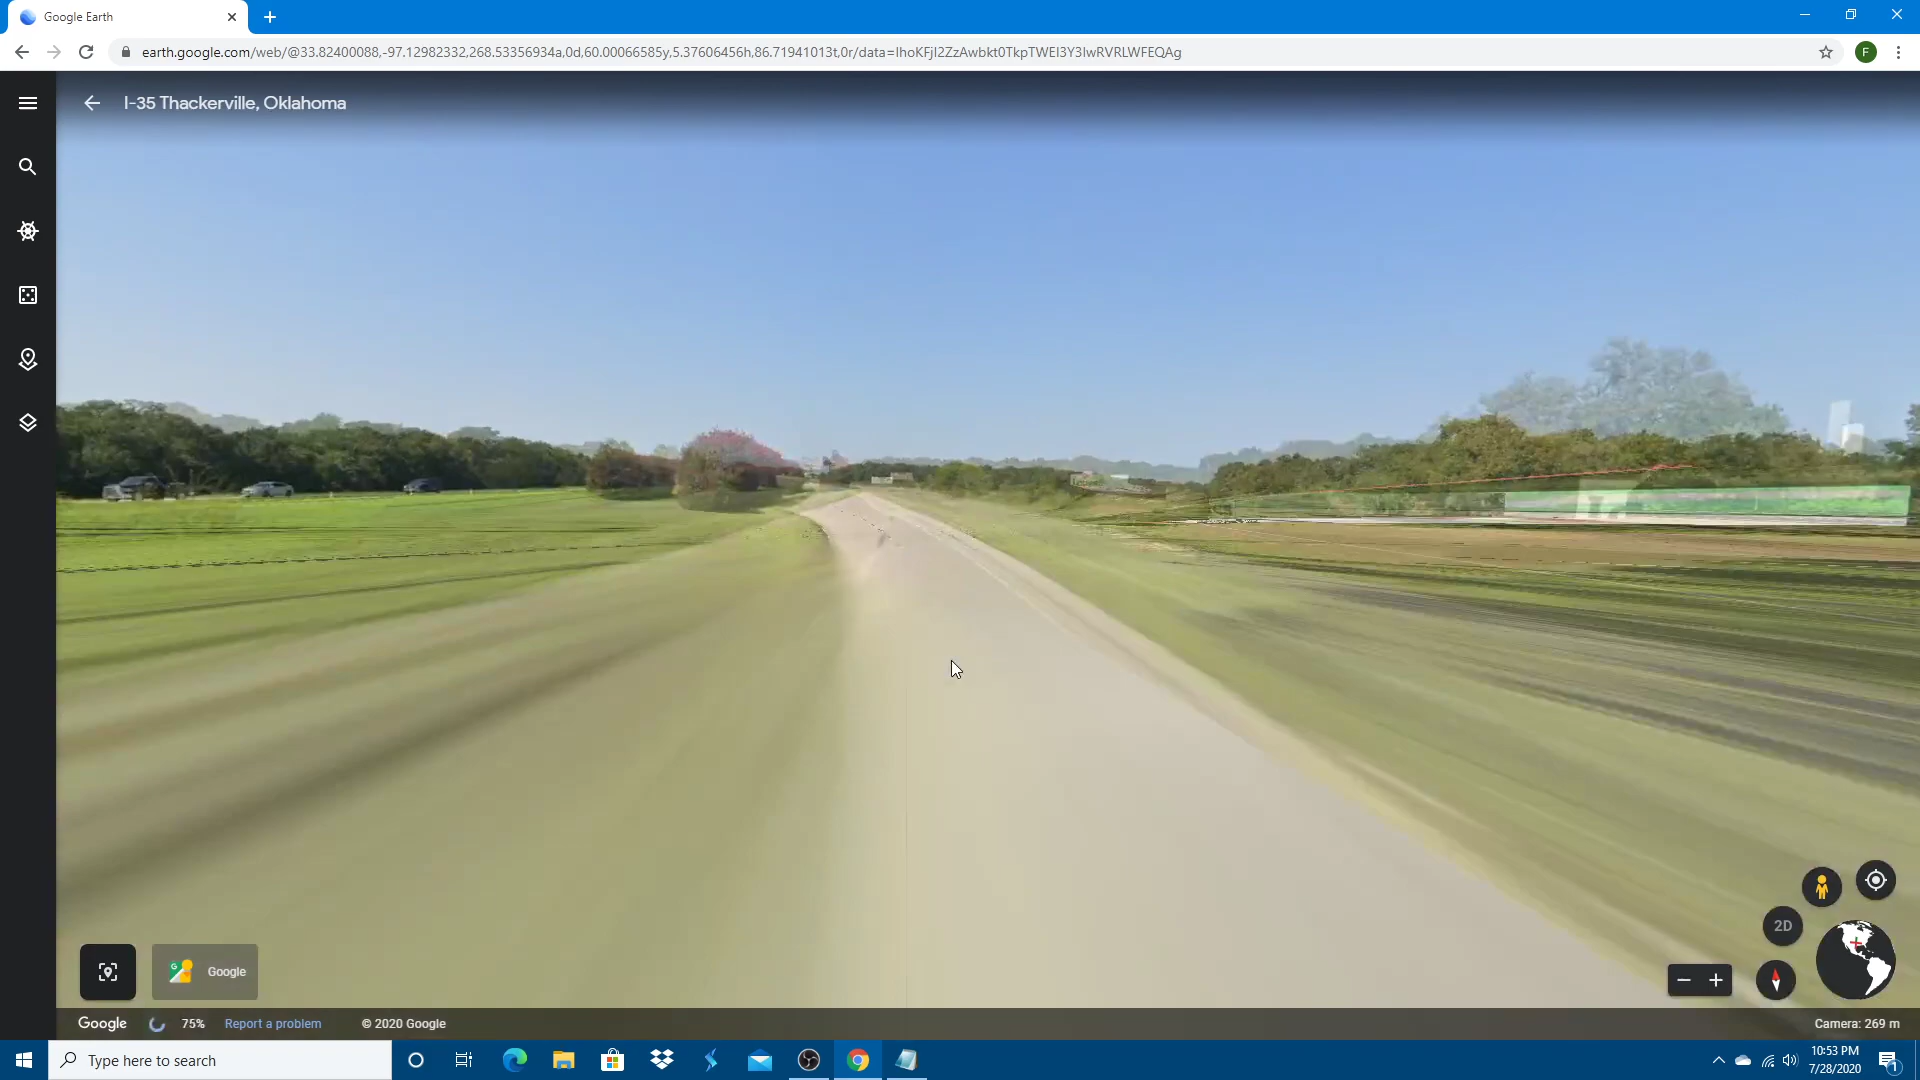 Google Earth
earth.google.com/web/@33.82400088,-97.12982332,268.53356934a,0d,60.00066585y,5.37606456h,86.71941013t,0r/data=IhoKFjI2ZzAwbkt0TkpTWEI3Y3IwRVRLWFEQAg
F
I-35 Thackerville, Oklahoma
2D
Google
Google
75%
Report a problem
© 2020 Google
Camera: 269 m
Type here to search
10:53 PM
7/28/2020
1